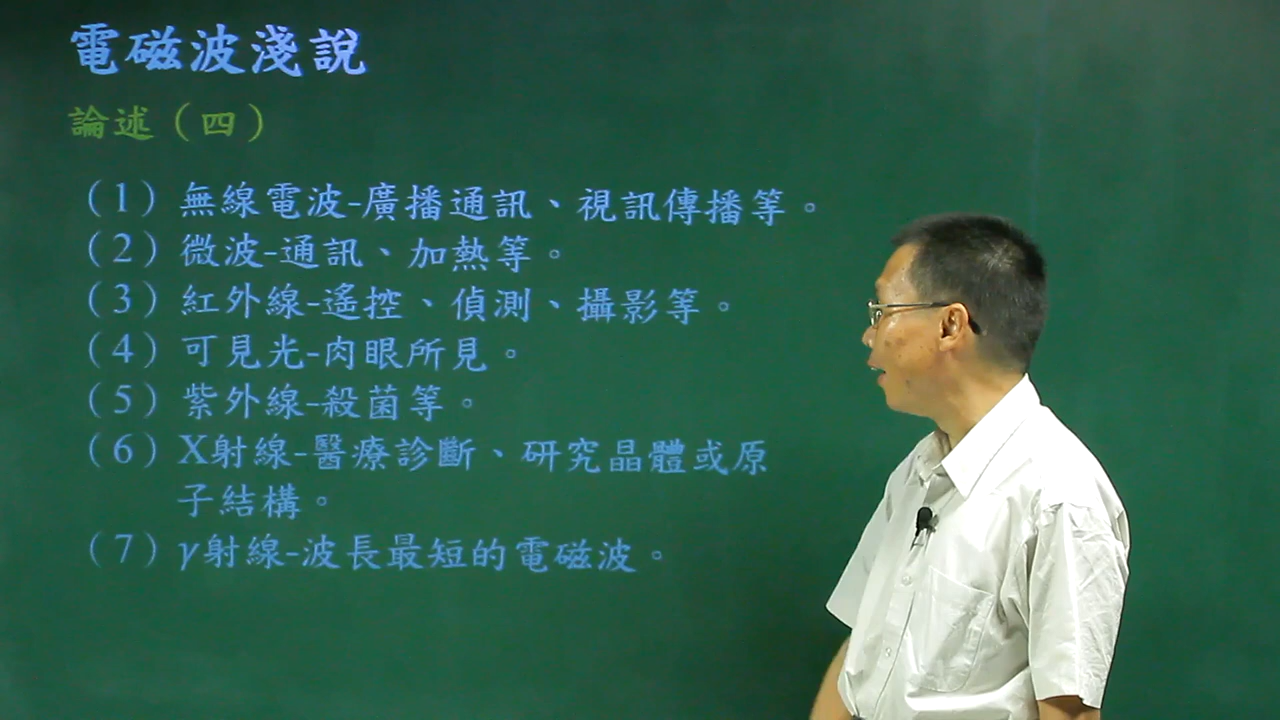 電磁波淺說
論述（四）
（1）無線電波-廣播通訊、視訊傳播等。
（2）微波-通訊、加熱等。
（3）紅外線-遙控、偵測、攝影等。
（4）可見光-肉眼所見。
（5）紫外線-殺菌等。
（6）X射線-醫療診斷、研究晶體或原
子結構。
（7）γ射線-波長最短的電磁波。